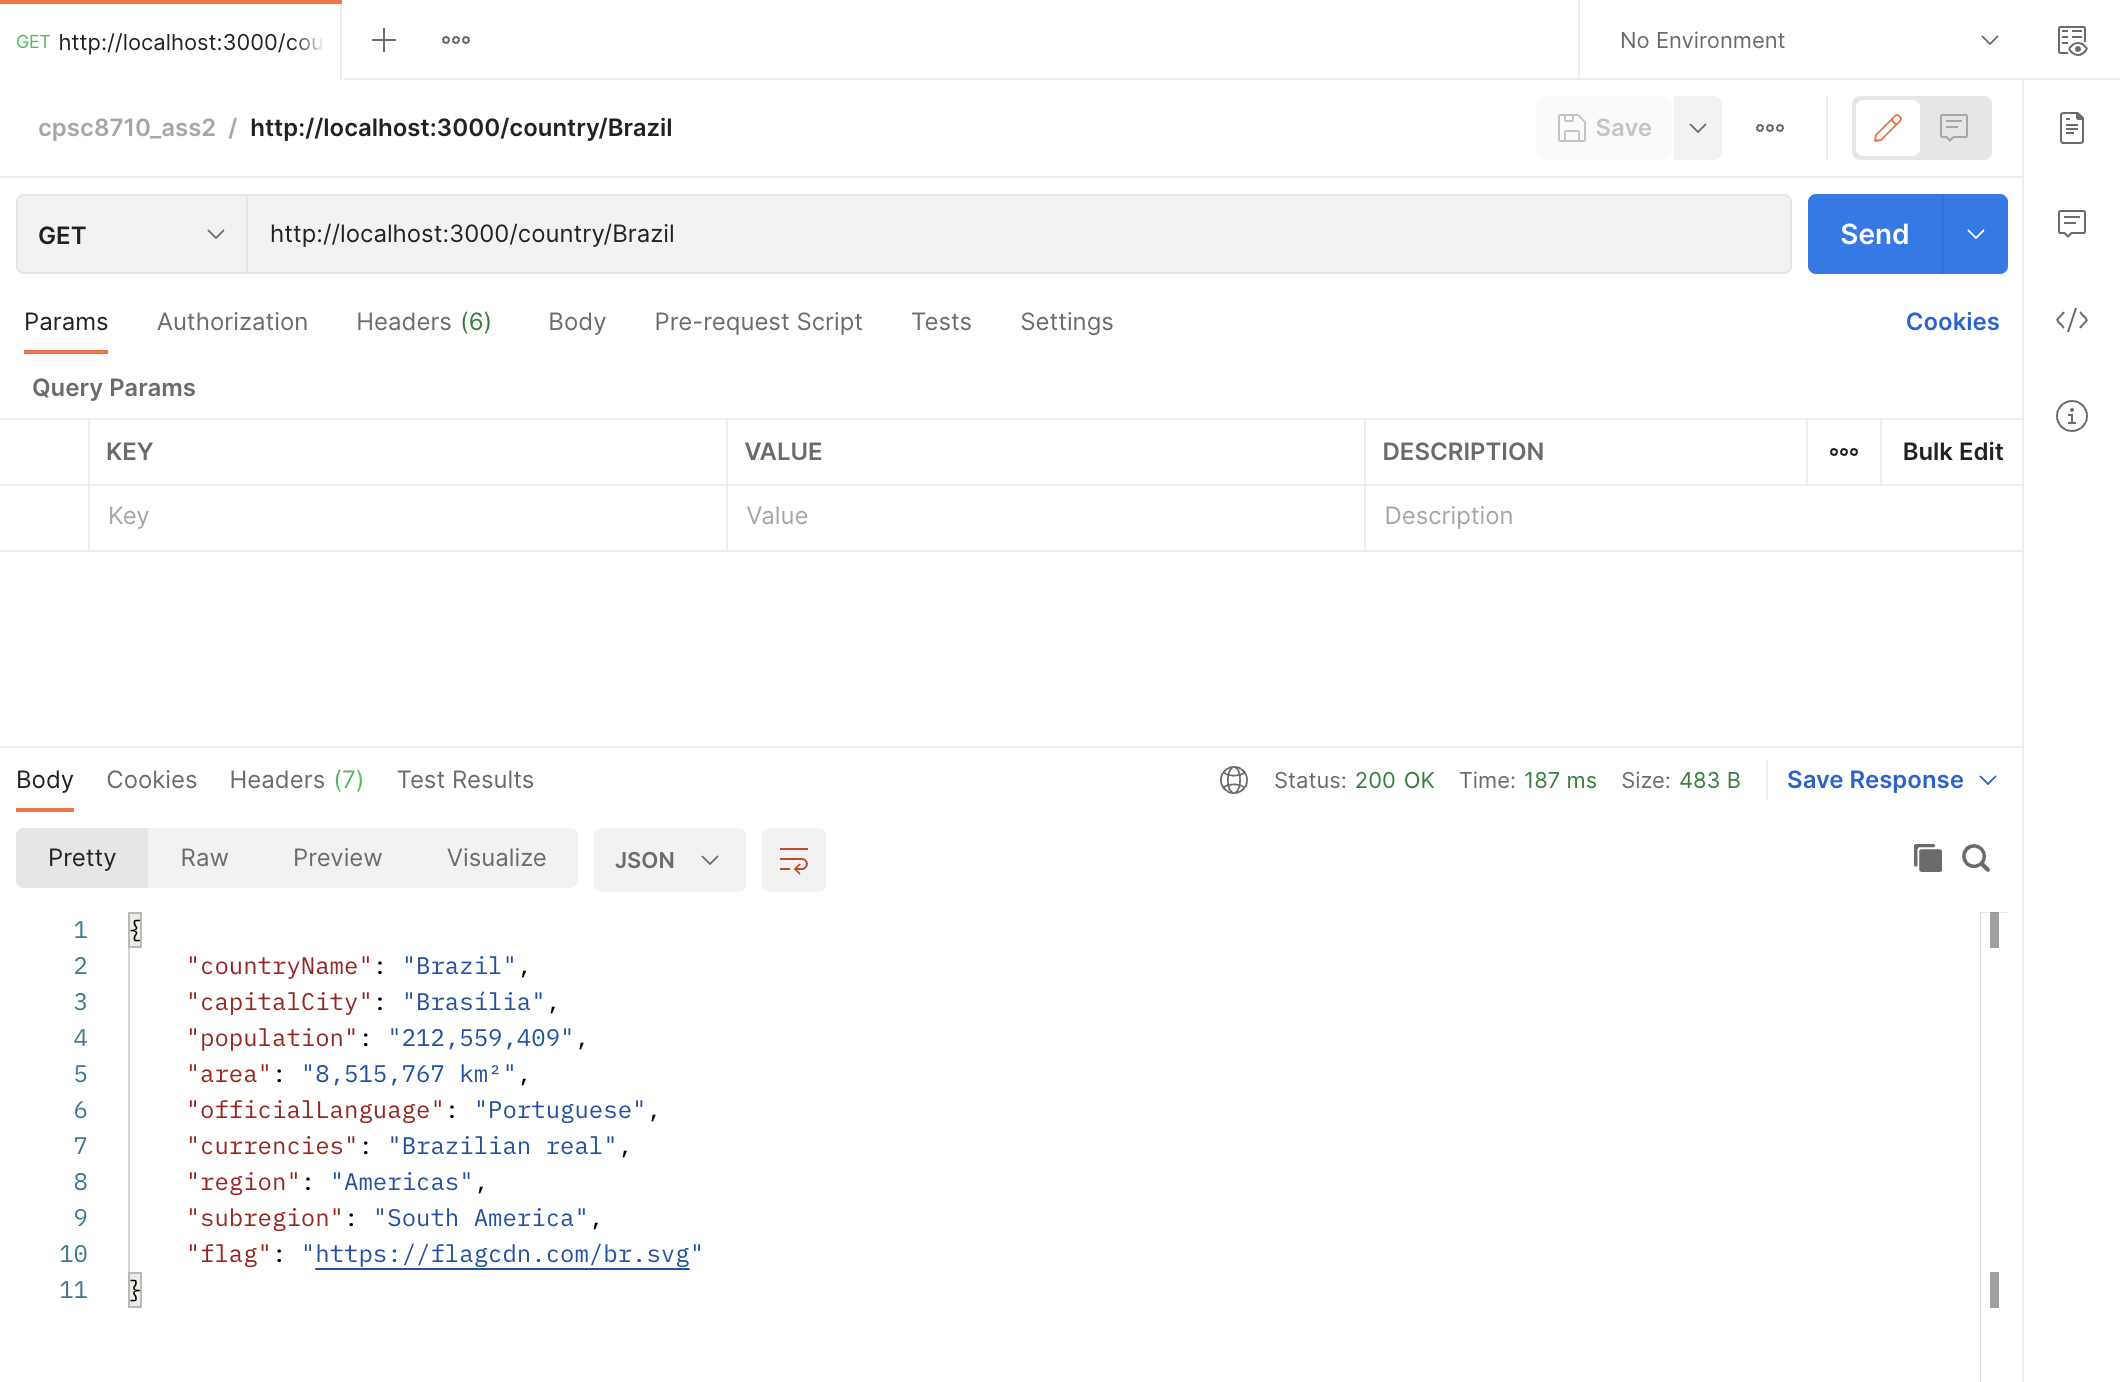 GET http://localhost:3000/cou
No Environment
cpsc8710_ass2 / http://localhost:3000/country/Brazil
Save
GET http://localhost:3000/country/Brazil
Send
Params Authorization Headers (6) Body Pre-request Script Tests Settings Cookies
Query Params
KEY VALUE DESCRIPTION Bulk Edit
Key Value Description
Body Cookies Headers (7) Test Results Status: 200 OK Time: 187 ms Size: 483 B Save Response
Pretty Raw Preview Visualize JSON
1 {
2 "countryName": "Brazil",
3 "capitalCity": "Brasília",
4 "population": "212,559,409",
5 "area": "8,515,767 km²",
6 "officialLanguage": "Portuguese",
7 "currencies": "Brazilian real",
8 "region": "Americas",
9 "subregion": "South America",
10 "flag": "https://flagcdn.com/br.svg"
11 }